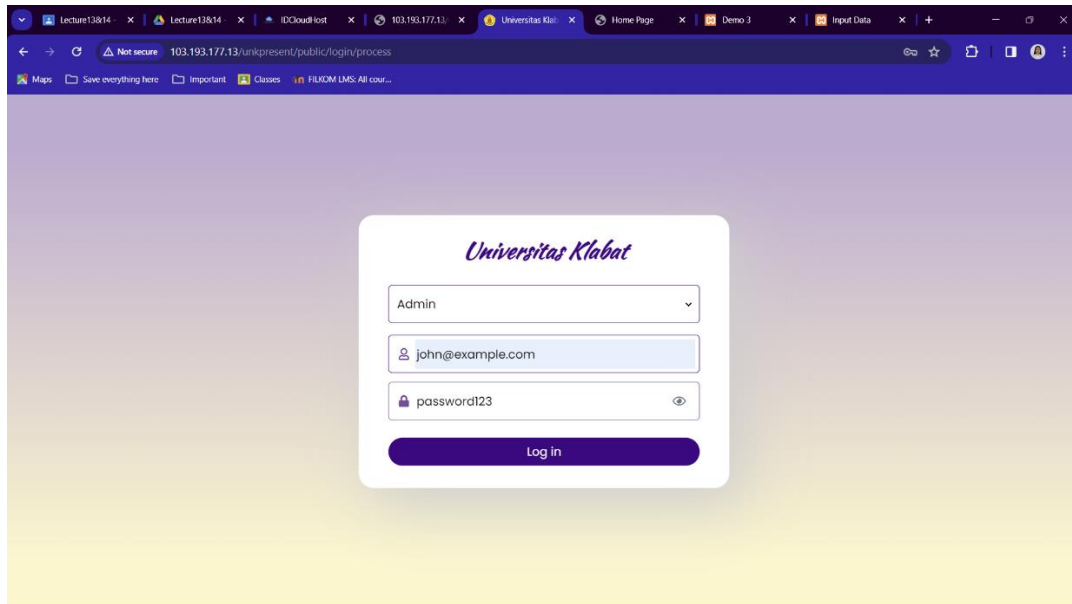 Lecture13&14 -
Lecture13&14 -
IDCloudHost
103.193.177.13/
Universitas Klab
Home Page
Demo 3
Input Data
Not secure
103.193.177.13/unkpresent/public/login/process
Maps
Save everything here
Important
Classes
FILKOM LMS: All cour...
Universitas Klabat
Admin
john@example.com
password123
Log in